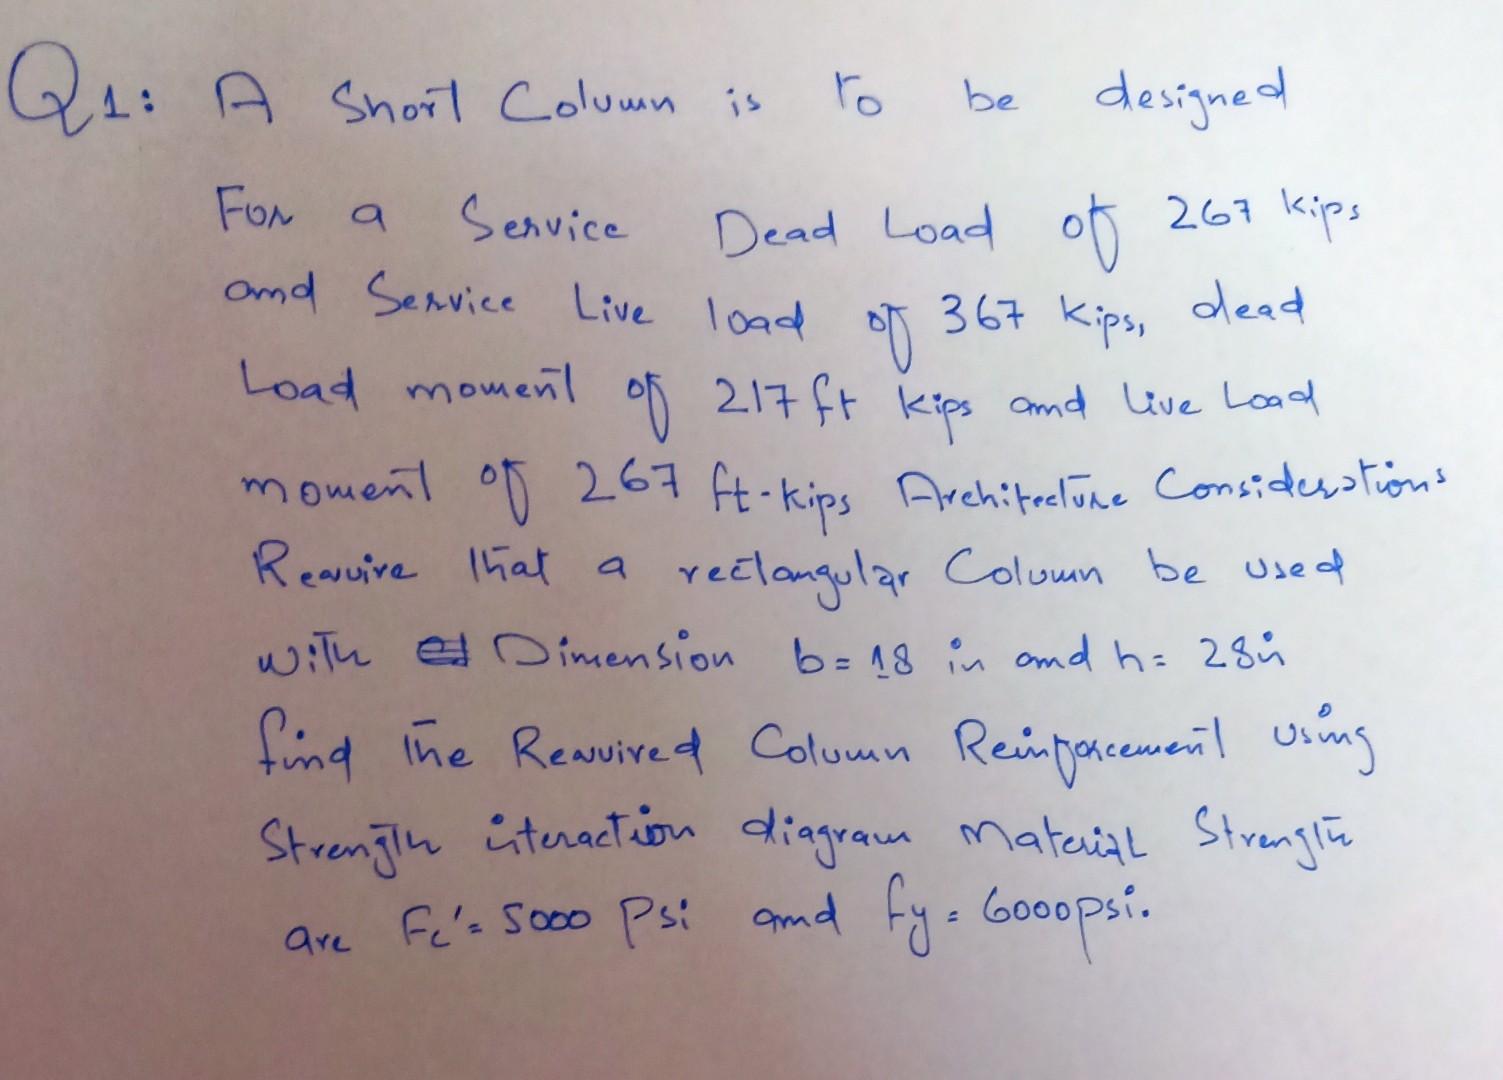 Q1: A Short Column is to be designed
For a Service Dead Load of 267 kips
and Service Live load of 367 kips, dead
Load moment of 217 ft kips and live Load
moment of 267 ft-kips Architecture Considerations
Require that a rectangular Column be used
with Dimension b = 18 in and h = 28in
find the Required Column Reinforcement using
Strength interaction diagram Material Strength
are Fc' = 5000 Psi and fy = 6000psi.